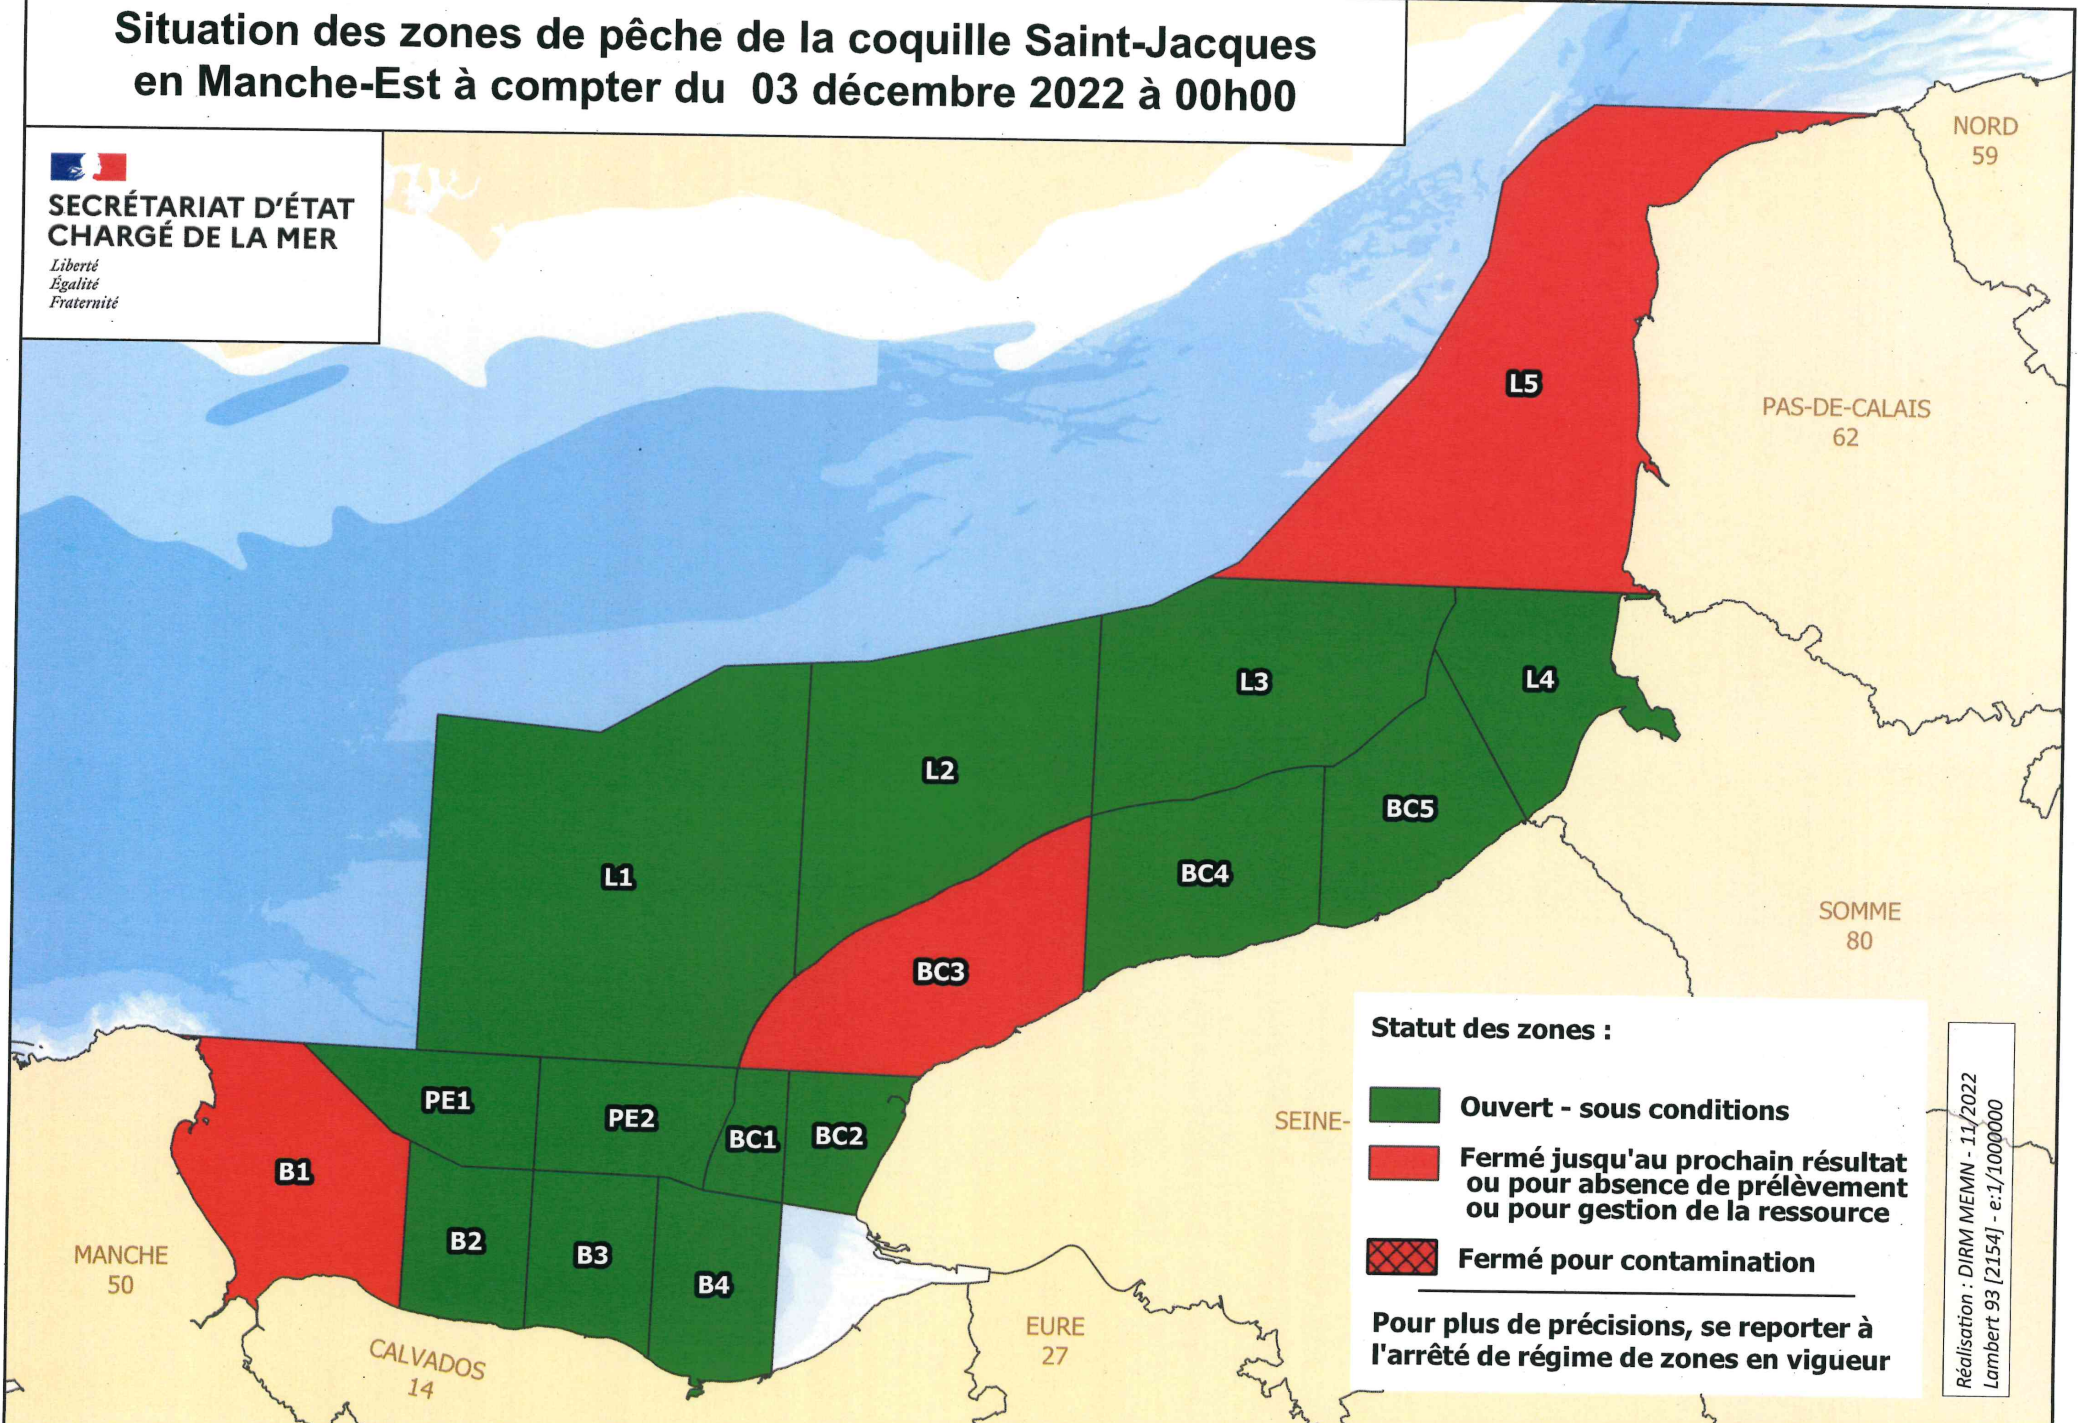 Situation des zones de pêche de la coquille Saint-Jacques
en Manche-Est à compter du 03 décembre 2022 à 00h00
SECRÉTARIAT D'ÉTAT
CHARGÉ DE LA MER
Liberté
Égalité
Fraternité
NORD
59
L5
PAS-DE-CALAIS
62
L3
L4
L2
BC5
L1
BC4
SOMME
80
BC3
PE1
PE2
BC1
BC2
SEINE-
B1
B2
B3
B4
MANCHE
50
CALVADOS
14
EURE
27
Statut des zones :
Ouvert - sous conditions
Fermé jusqu'au prochain résultat
ou pour absence de prélèvement
ou pour gestion de la ressource
Fermé pour contamination
Pour plus de précisions, se reporter à
l'arrêté de régime de zones en vigueur
Réalisation : DIRM MEMN - 11/2022
Lambert 93 [2154] - e:1/1000000